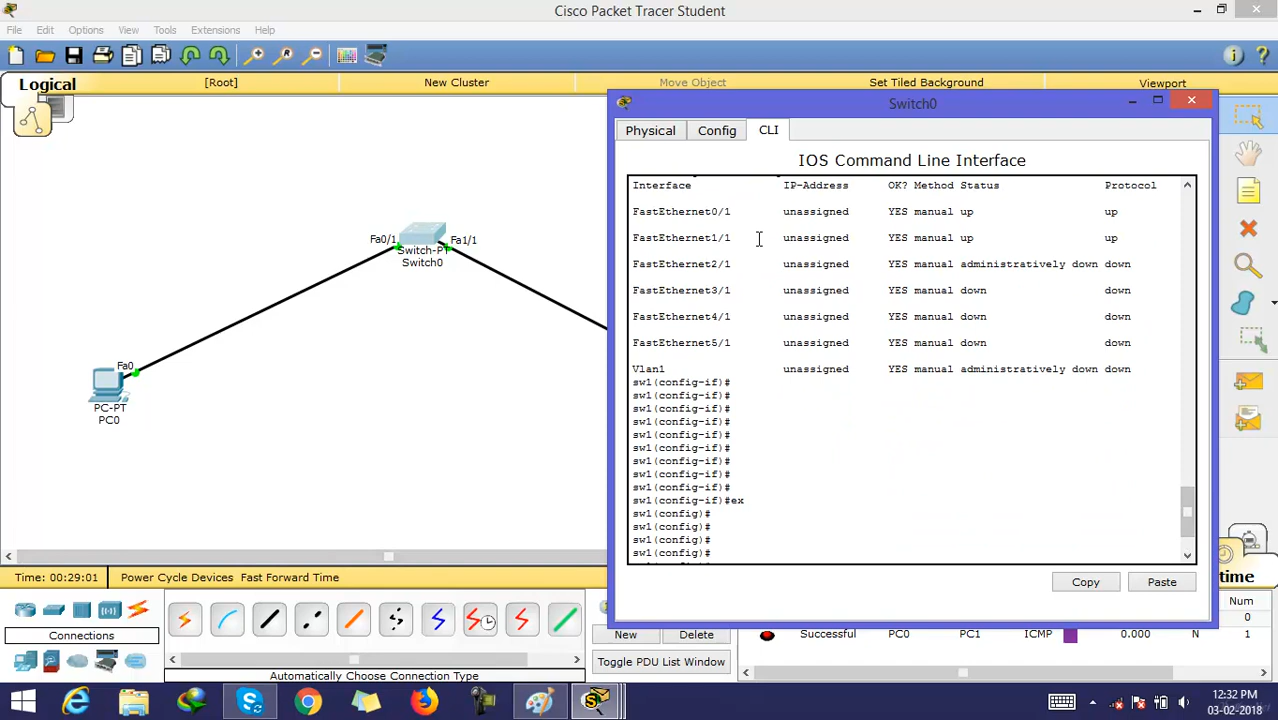 Cisco Packet Tracer Student
File Edit Options View Tools Extensions Help
Logical [Root] New Cluster Move Object Set Tiled Background Viewport
Switch0
Physical Config CLI
IOS Command Line Interface
Interface IP-Address OK? Method Status Protocol
FastEthernet0/1 unassigned YES manual up up
FastEthernet1/1 unassigned YES manual up up
FastEthernet2/1 unassigned YES manual administratively down down
FastEthernet3/1 unassigned YES manual down down
FastEthernet4/1 unassigned YES manual down down
FastEthernet5/1 unassigned YES manual down down
Vlan1 unassigned YES manual administratively down down
sw1(config-if)#
sw1(config-if)#
sw1(config-if)#
sw1(config-if)#
sw1(config-if)#
sw1(config-if)#
sw1(config-if)#
sw1(config-if)#
sw1(config-if)#
sw1(config-if)#ex
sw1(config)#
sw1(config)#
sw1(config)#
sw1(config)#
Copy Paste
Fa0/1 Fa1/1
Switch-PT
Switch0
Fa0
PC-PT
PC0
Time: 00:29:01 Power Cycle Devices Fast Forward Time
time
Connections
Automatically Choose Connection Type
New Delete
Toggle PDU List Window
Num
0
Successful PC0 PC1 ICMP 0.000 N 1
12:32 PM
03-02-2018